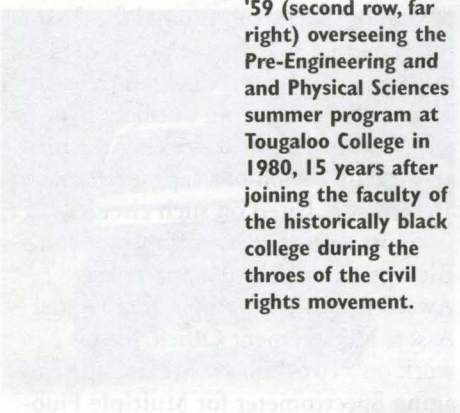 '59 (second row, far
right) overseeing the
Pre-Engineering and
and Physical Sciences
summer program at
Tougaloo College in
1980, 15 years after
joining the faculty of
the historically black
college during the
throes of the civil
rights movement.